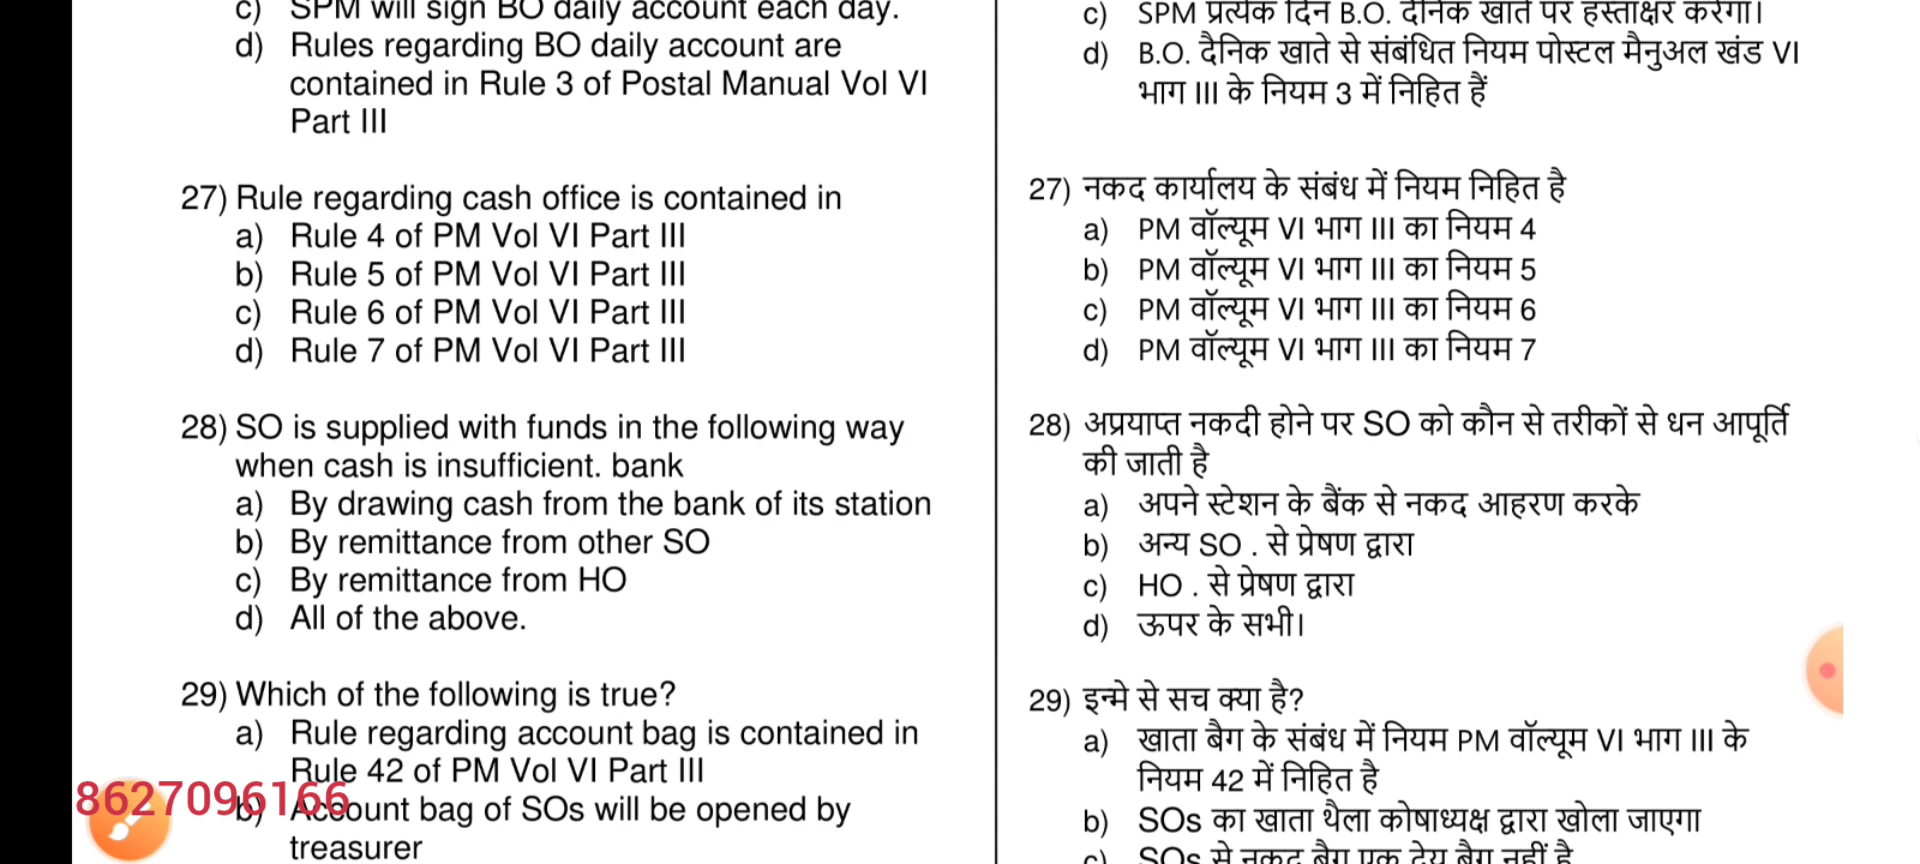 c) SPM will sign BO daily account each day.
d) Rules regarding BO daily account are
contained in Rule 3 of Postal Manual Vol VI
Part III
27) Rule regarding cash office is contained in
a) Rule 4 of PM Vol VI Part III
b) Rule 5 of PM Vol VI Part III
c) Rule 6 of PM Vol VI Part III
d) Rule 7 of PM Vol VI Part III
28) SO is supplied with funds in the following way
when cash is insufficient. bank
a) By drawing cash from the bank of its station
b) By remittance from other SO
c) By remittance from HO
d) All of the above.
29) Which of the following is true?
a) Rule regarding account bag is contained in
Rule 42 of PM Vol VI Part III
b) Account bag of SOs will be opened by
treasurer
8627096166
c) SPM प्रत्येक दिन B.O. दैनिक खाते पर हस्ताक्षर करेगा।
d) B.O. दैनिक खाते से संबंधित नियम पोस्टल मैनुअल खंड VI
भाग III के नियम 3 में निहित हैं
27) नकद कार्यालय के संबंध में नियम निहित है
a) PM वॉल्यूम VI भाग III का नियम 4
b) PM वॉल्यूम VI भाग III का नियम 5
c) PM वॉल्यूम VI भाग III का नियम 6
d) PM वॉल्यूम VI भाग III का नियम 7
28) अप्रयाप्त नकदी होने पर SO को कौन से तरीकों से धन आपूर्ति
की जाती है
a) अपने स्टेशन के बैंक से नकद आहरण करके
b) अन्य SO . से प्रेषण द्वारा
c) HO . से प्रेषण द्वारा
d) ऊपर के सभी।
29) इन्मे से सच क्या है?
a) खाता बैग के संबंध में नियम PM वॉल्यूम VI भाग III के
नियम 42 में निहित है
b) SOs का खाता थैला कोषाध्यक्ष द्वारा खोला जाएगा
c) SOs से नकद बैग एक देय बैग नहीं है